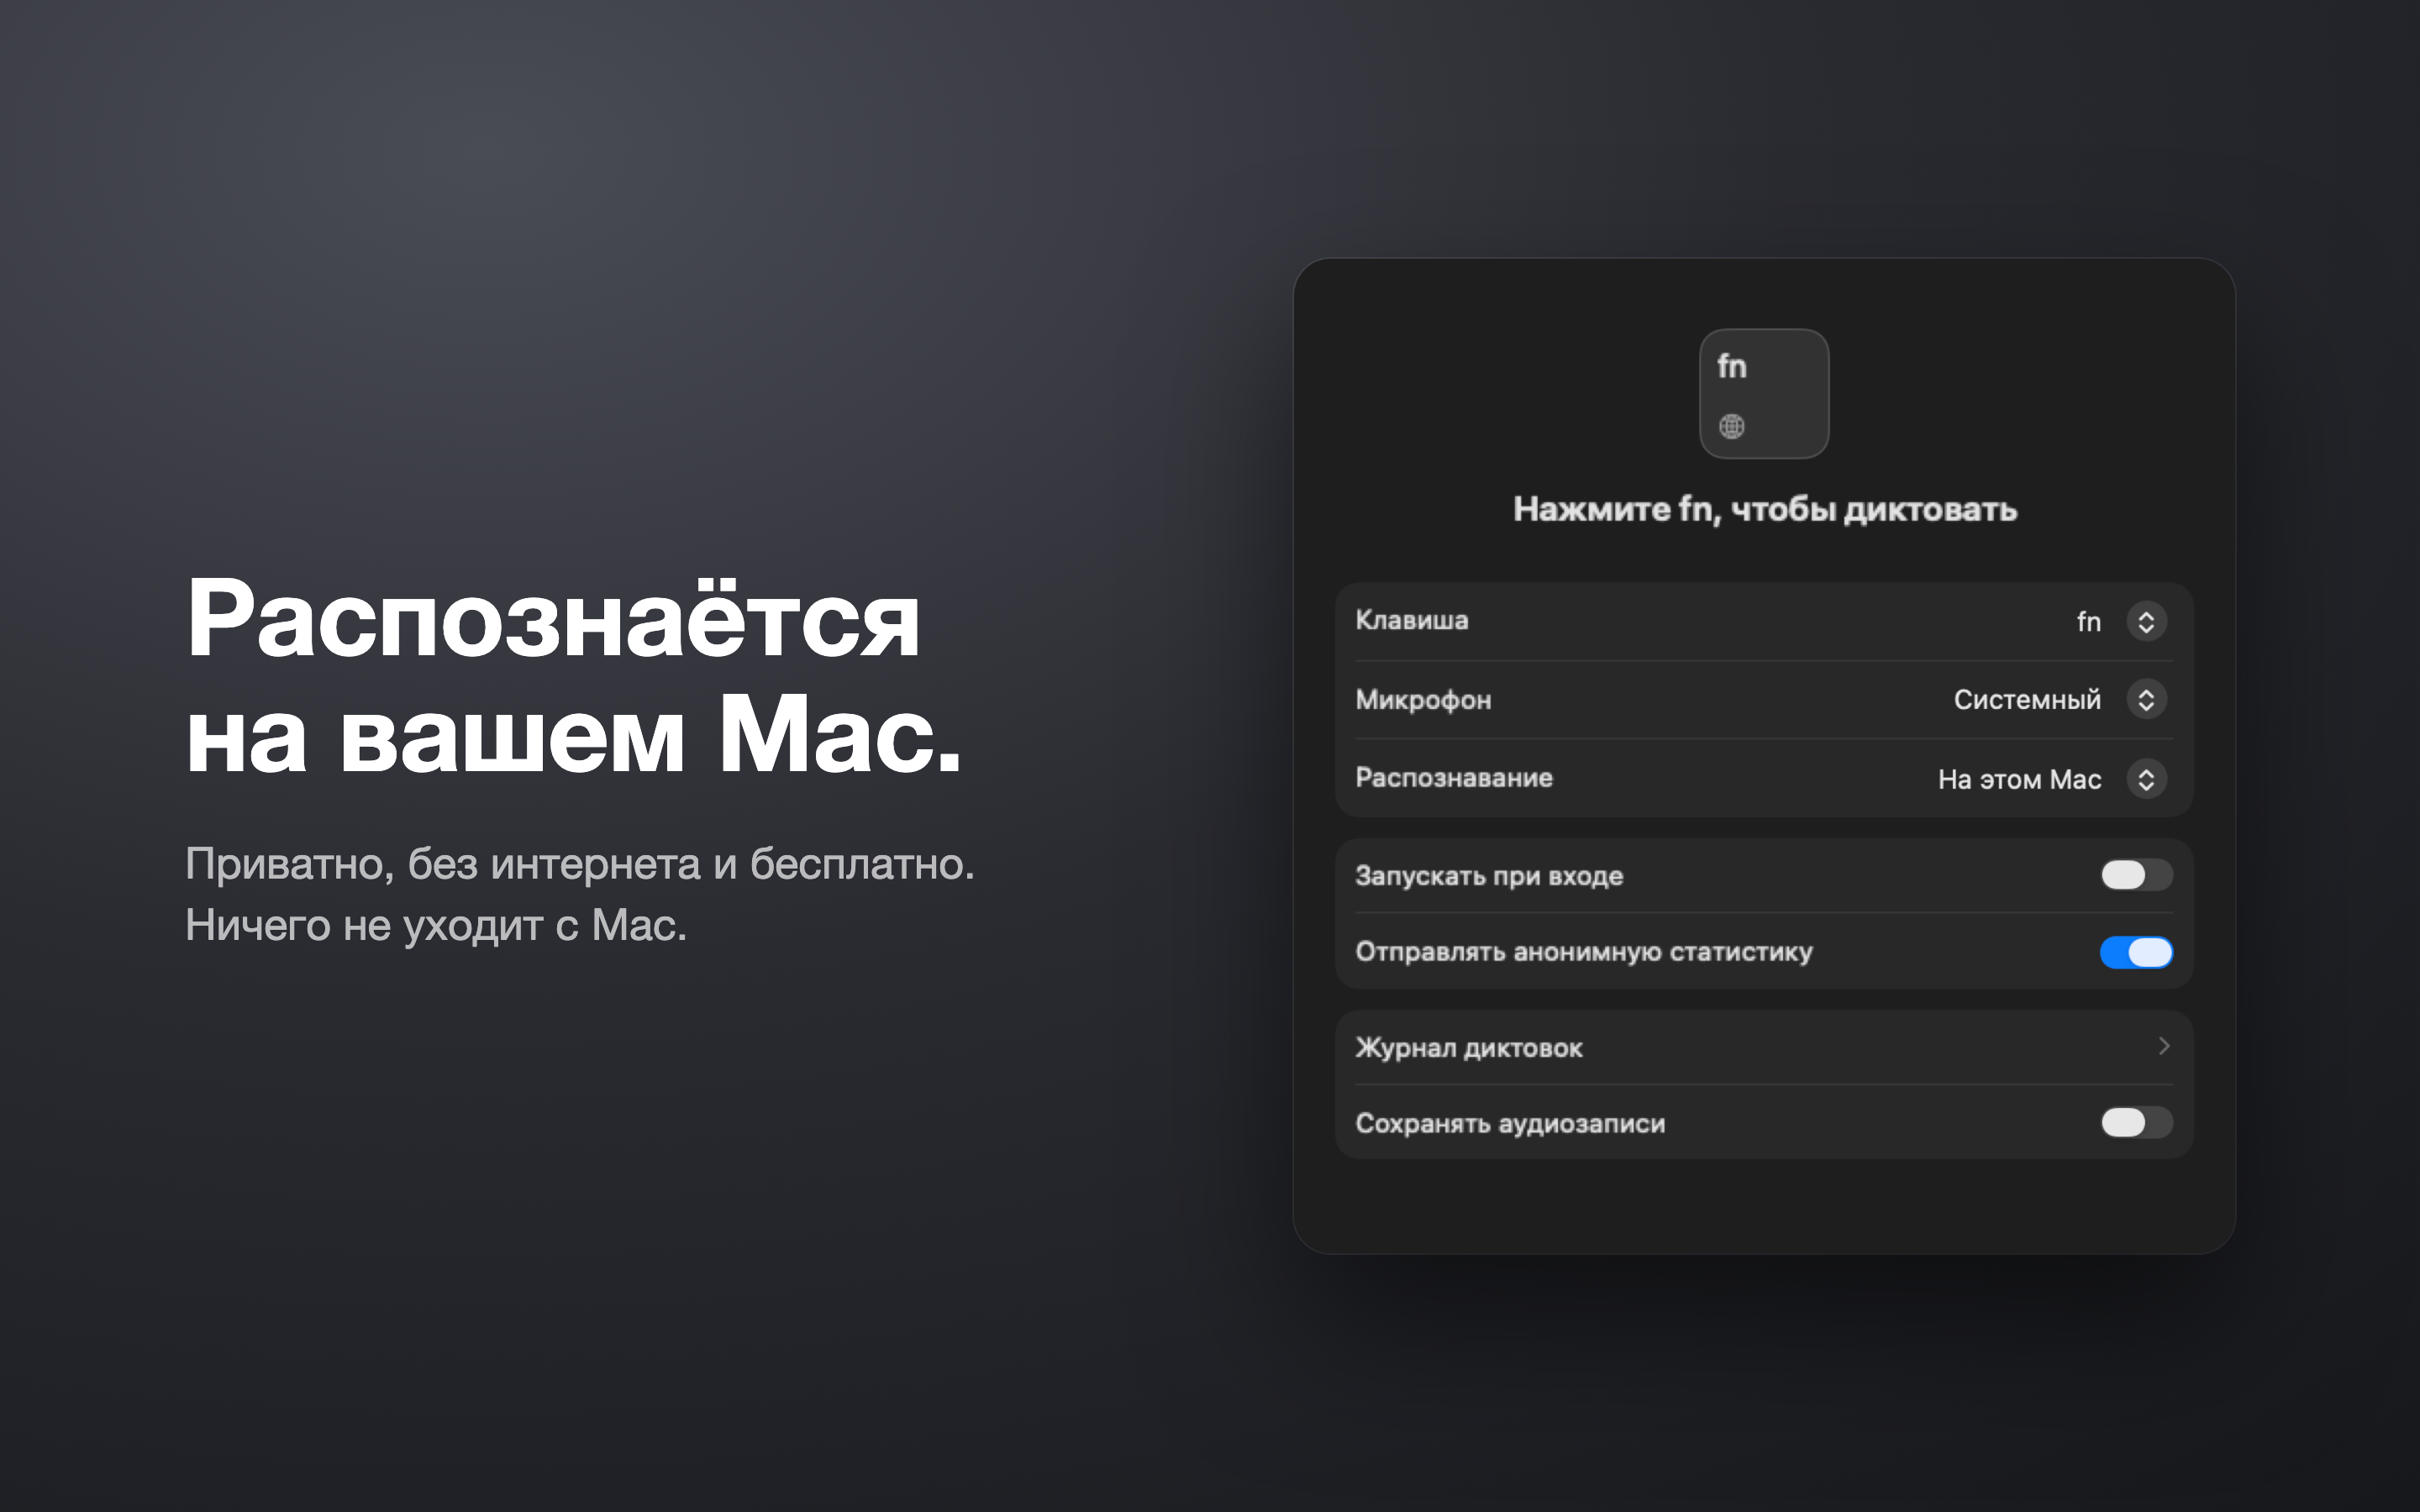 Распознаётся
на вашем Mac.
Приватно, без интернета и бесплатно.
Ничего не уходит с Mac.
fn
Нажмите fn, чтобы диктовать
Клавиша fn
Микрофон Системный
Распознавание На этом Mac
Запускать при входе
Отправлять анонимную статистику
Журнал диктовок
Сохранять аудиозаписи